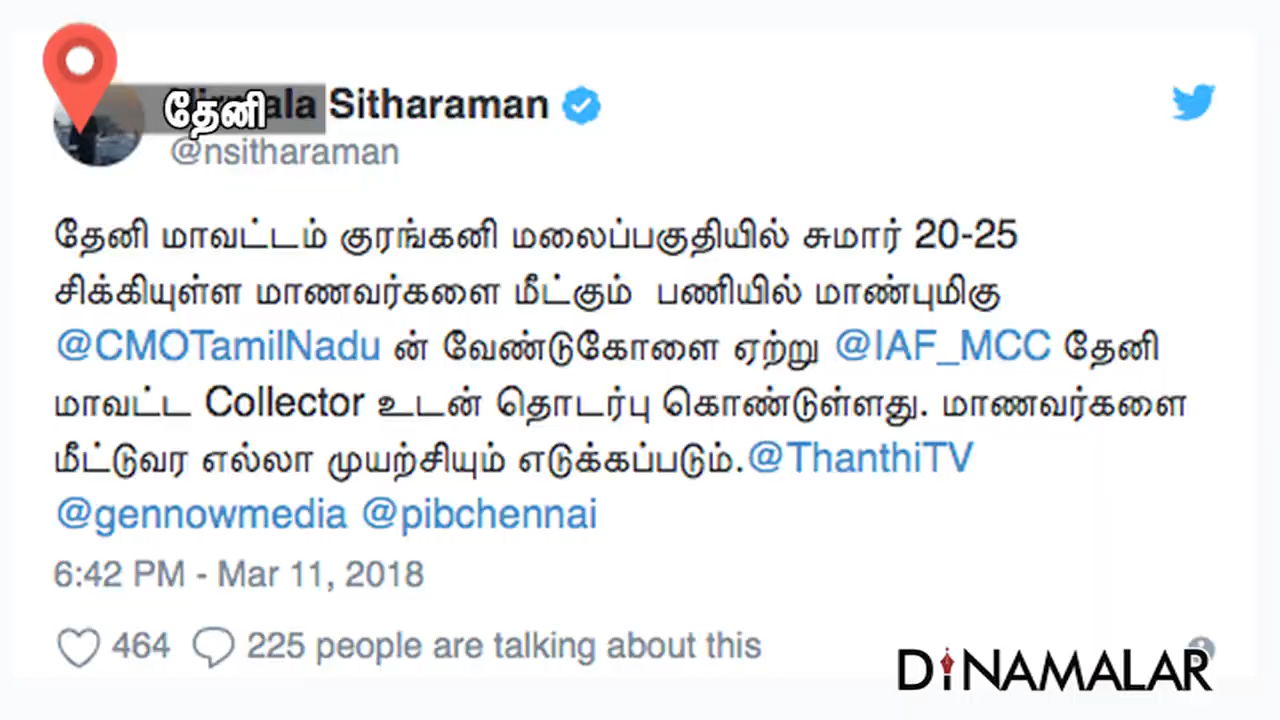 தேனி
Sitharaman
@nsitharaman
தேனி மாவட்டம் குரங்கனி மலைப்பகுதியில் சுமார் 20-25
சிக்கியுள்ள மாணவர்களை மீட்கும் பணியில் மாண்புமிகு
@CMOTamilNadu ன் வேண்டுகோளை ஏற்று @IAF_MCC தேனி
மாவட்ட Collector உடன் தொடர்பு கொண்டுள்ளது. மாணவர்களை
மீட்டுவர எல்லா முயற்சியும் எடுக்கப்படும்.@ThanthiTV
@gennowmedia @pibchennai
6:42 PM - Mar 11, 2018
464 225 people are talking about this
DINAMALAR